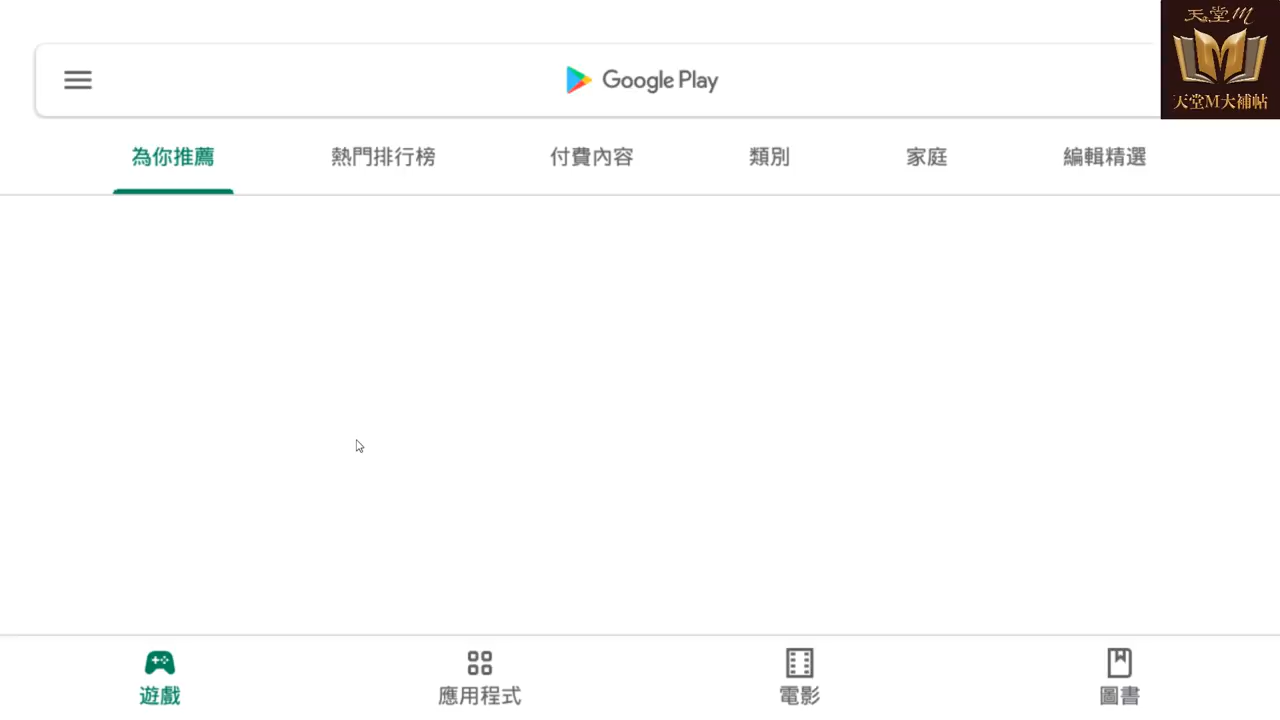 天堂M
天堂M大補帖
Google Play
為你推薦
熱門排行榜
付費內容
類別
家庭
編輯精選
遊戲
應用程式
電影
圖書